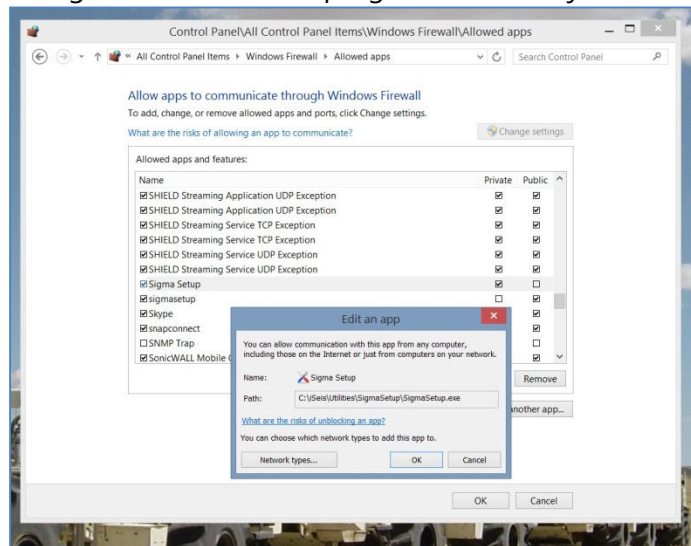 Control Panel\All Control Panel Items\Windows Firewall\Allowed apps
« All Control Panel Items ▸ Windows Firewall ▸ Allowed apps
Search Control Panel
Allow apps to communicate through Windows Firewall
To add, change, or remove allowed apps and ports, click Change settings.
What are the risks of allowing an app to communicate?
Change settings
Allowed apps and features:
Name Private Public
SHIELD Streaming Application UDP Exception
SHIELD Streaming Application UDP Exception
SHIELD Streaming Service TCP Exception
SHIELD Streaming Service TCP Exception
SHIELD Streaming Service UDP Exception
SHIELD Streaming Service UDP Exception
Sigma Setup
sigmasetup
Skype
snapconnect
SNMP Trap
SonicWALL Mobile
Remove
another app...
Edit an app
You can allow communication with this app from any computer,
including those on the Internet or just from computers on your network.
Name: Sigma Setup
Path: C:\iSeis\Utilities\SigmaSetup\SigmaSetup.exe
What are the risks of unblocking an app?
You can choose which network types to add this app to.
Network types... OK Cancel
OK Cancel